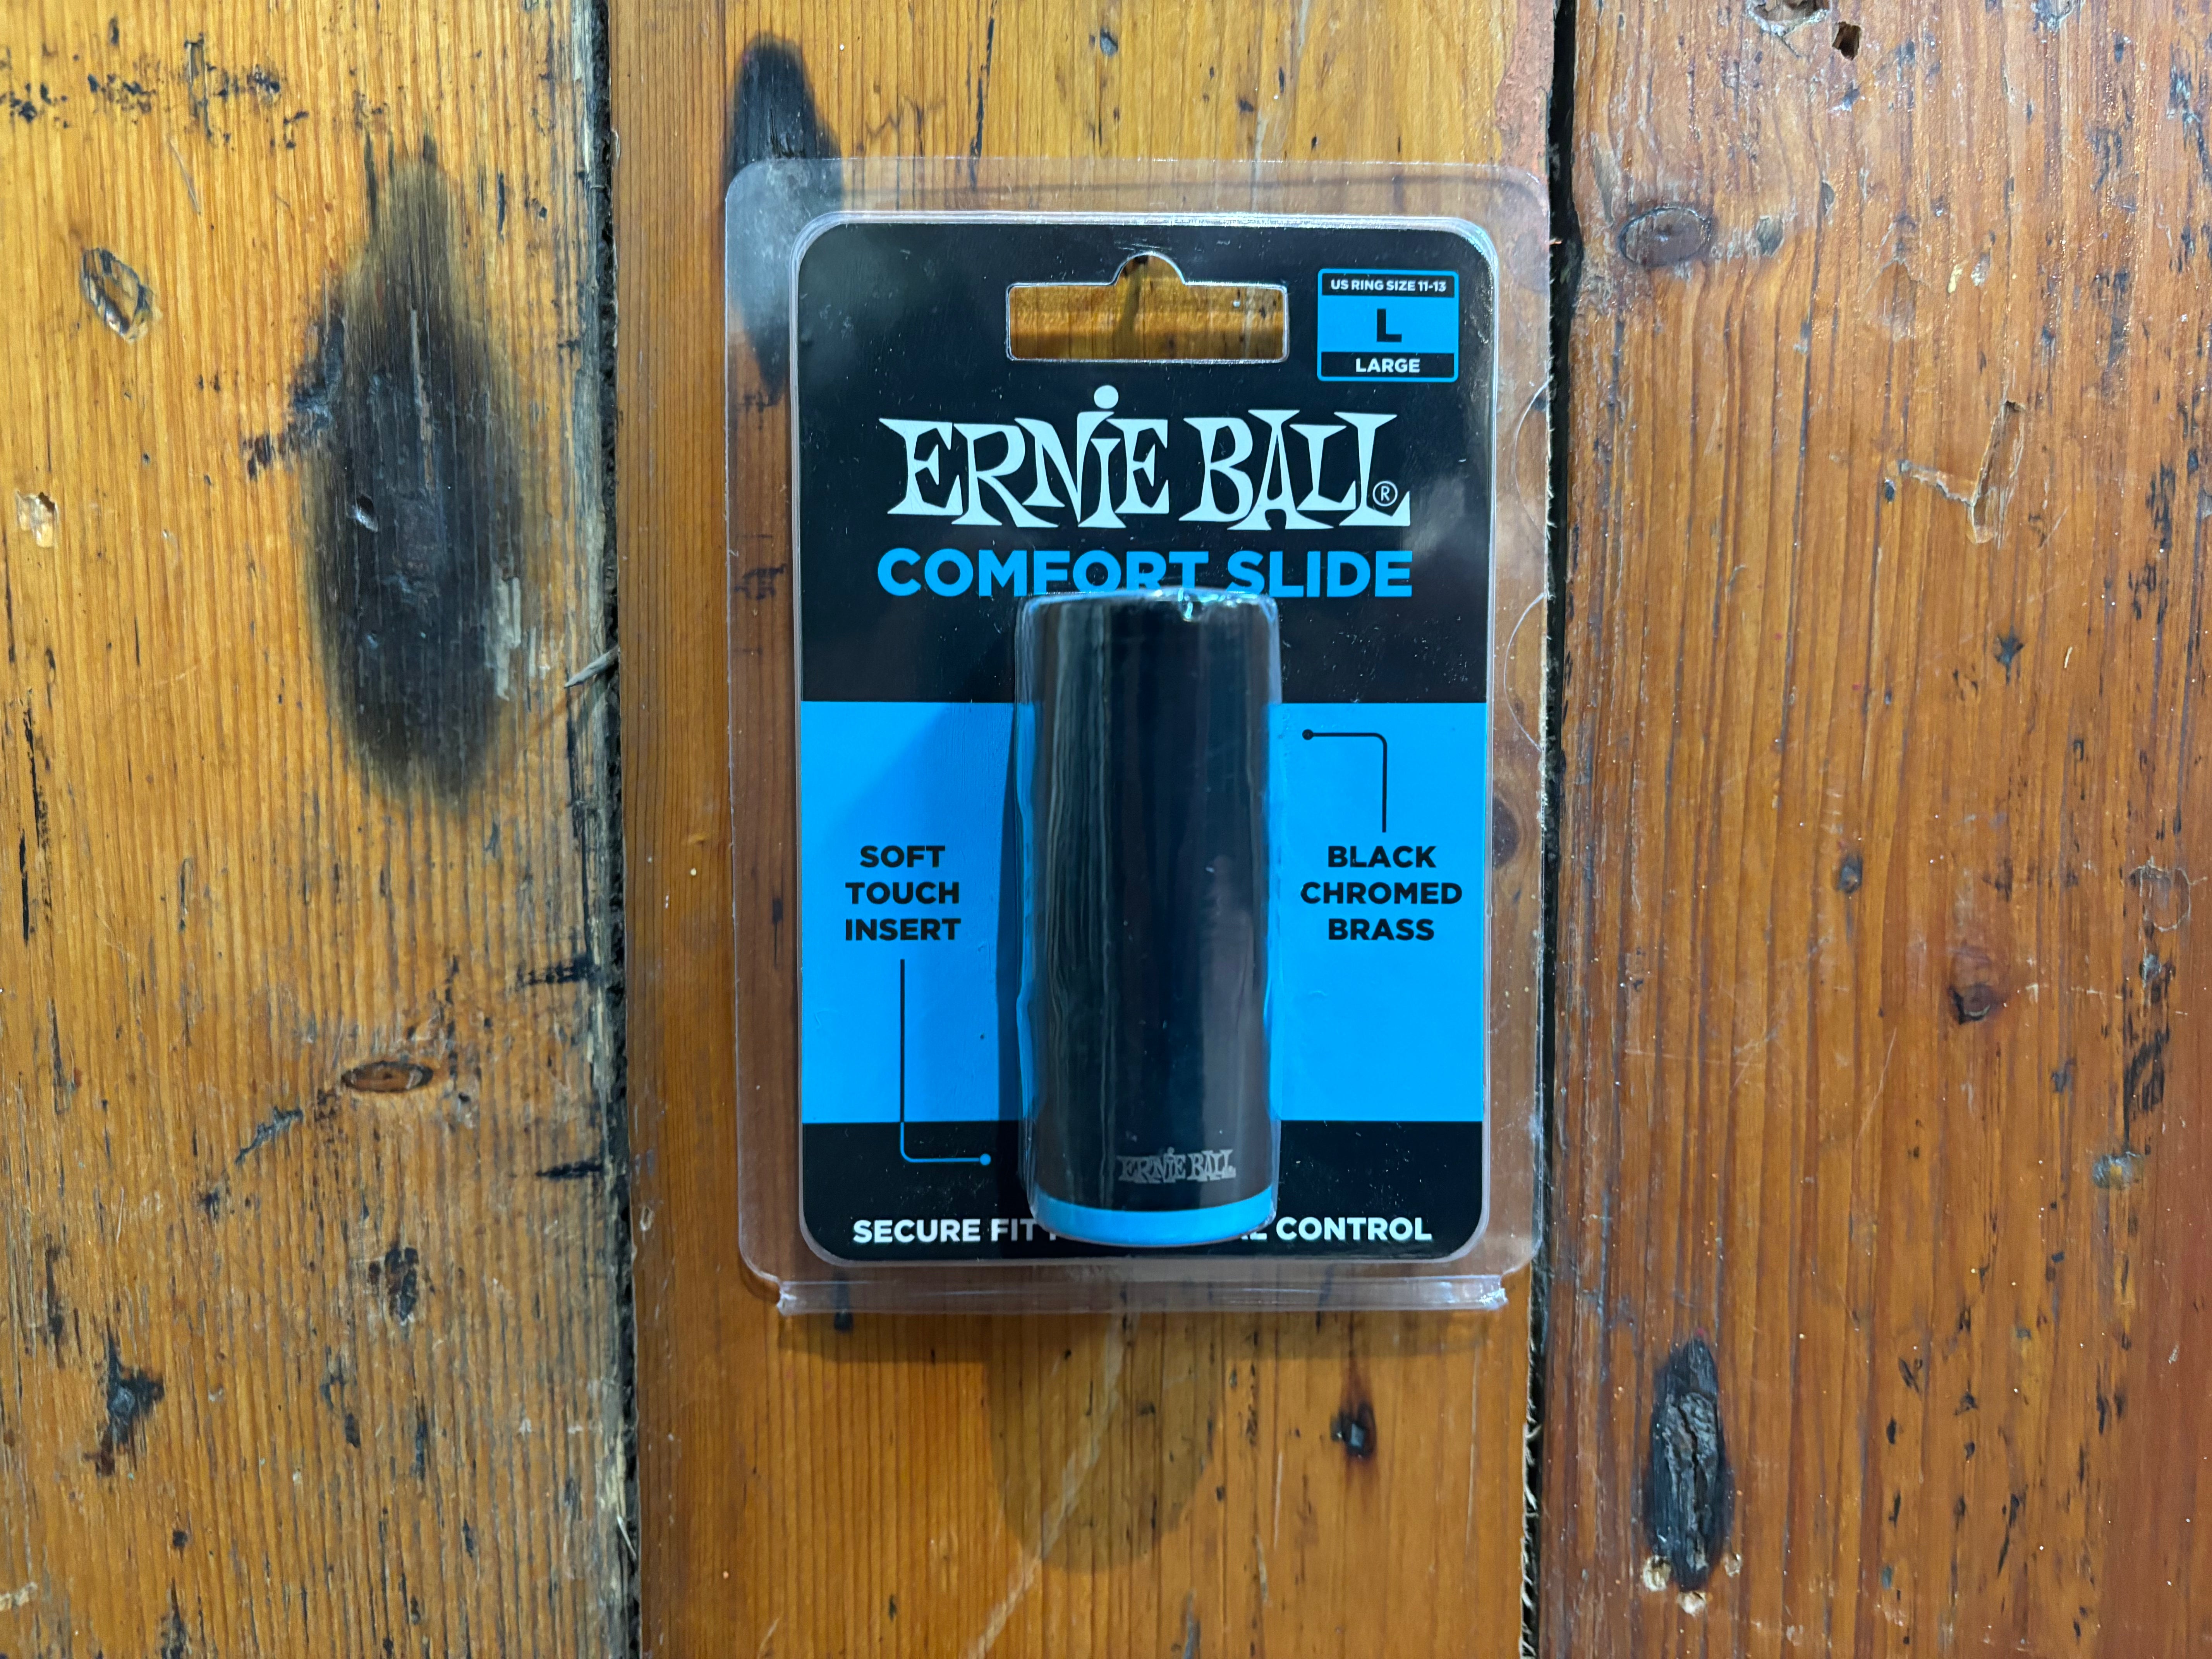 US RING SIZE 11-13
L
LARGE
ERNiE BALL®
COMFORT SLIDE
SOFT
TOUCH
INSERT
BLACK
CHROMED
BRASS
ERNiE BALL
SECURE FIT CONTROL